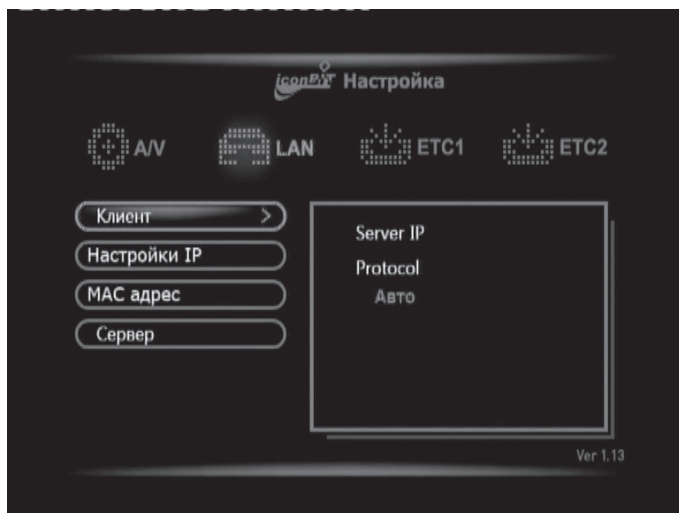 iconBiT Настройка
A/V LAN ETC1 ETC2
Клиент >
Настройки IP
MAC адрес
Сервер
Server IP
Protocol
Авто
Ver 1.13